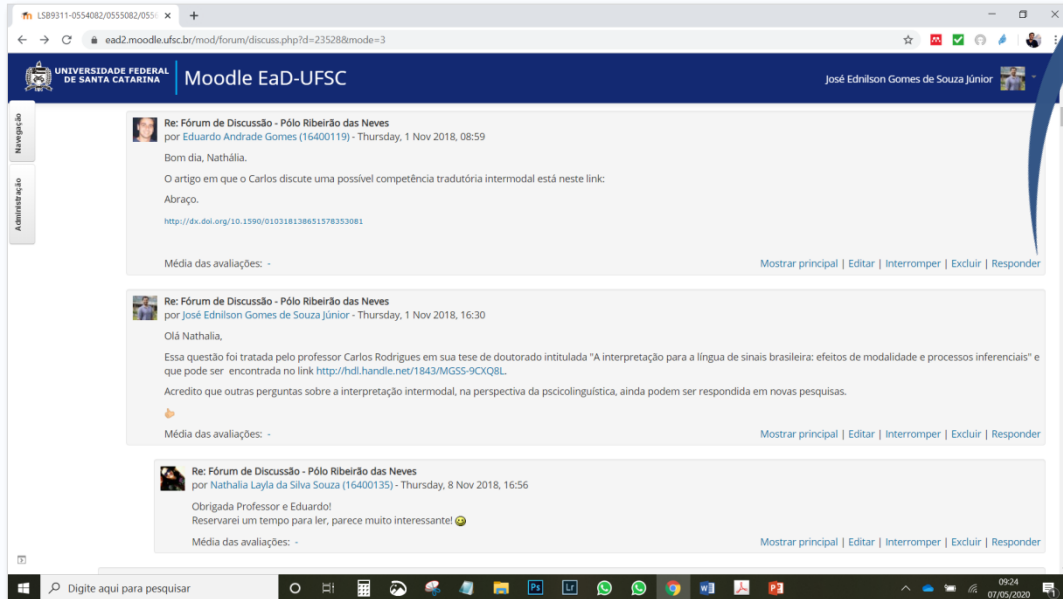 LSB9311-0554082/0555082/055
ead2.moodle.ufsc.br/mod/forum/discuss.php?d=23528&mode=3
UNIVERSIDADE FEDERAL
DE SANTA CATARINA
Moodle EaD-UFSC
José Ednilson Gomes de Souza Júnior
Navegação
Administração
Re: Fórum de Discussão - Pólo Ribeirão das Neves
por Eduardo Andrade Gomes (16400119) - Thursday, 1 Nov 2018, 08:59
Bom dia, Nathália.
O artigo em que o Carlos discute uma possível competência tradutória intermodal está neste link:
Abraço.
http://dx.doi.org/10.1590/010318138651578353081
Média das avaliações: -
Mostrar principal | Editar | Interromper | Excluir | Responder
Re: Fórum de Discussão - Pólo Ribeirão das Neves
por José Ednilson Gomes de Souza Júnior - Thursday, 1 Nov 2018, 16:30
Olá Nathalia,
Essa questão foi tratada pelo professor Carlos Rodrigues em sua tese de doutorado intitulada "A interpretação para a língua de sinais brasileira: efeitos de modalidade e processos inferenciais" e
que pode ser encontrada no link http://hdl.handle.net/1843/MGSS-9CXQ8L.
Acredito que outras perguntas sobre a interpretação intermodal, na perspectiva da pscicolinguística, ainda podem ser respondida em novas pesquisas.
Média das avaliações: -
Mostrar principal | Editar | Interromper | Excluir | Responder
Re: Fórum de Discussão - Pólo Ribeirão das Neves
por Nathalia Layla da Silva Souza (16400135) - Thursday, 8 Nov 2018, 16:56
Obrigada Professor e Eduardo!
Reservarei um tempo para ler, parece muito interessante!
Média das avaliações: -
Mostrar principal | Editar | Interromper | Excluir | Responder
Digite aqui para pesquisar
Ps
Lr
09:24
07/05/2020